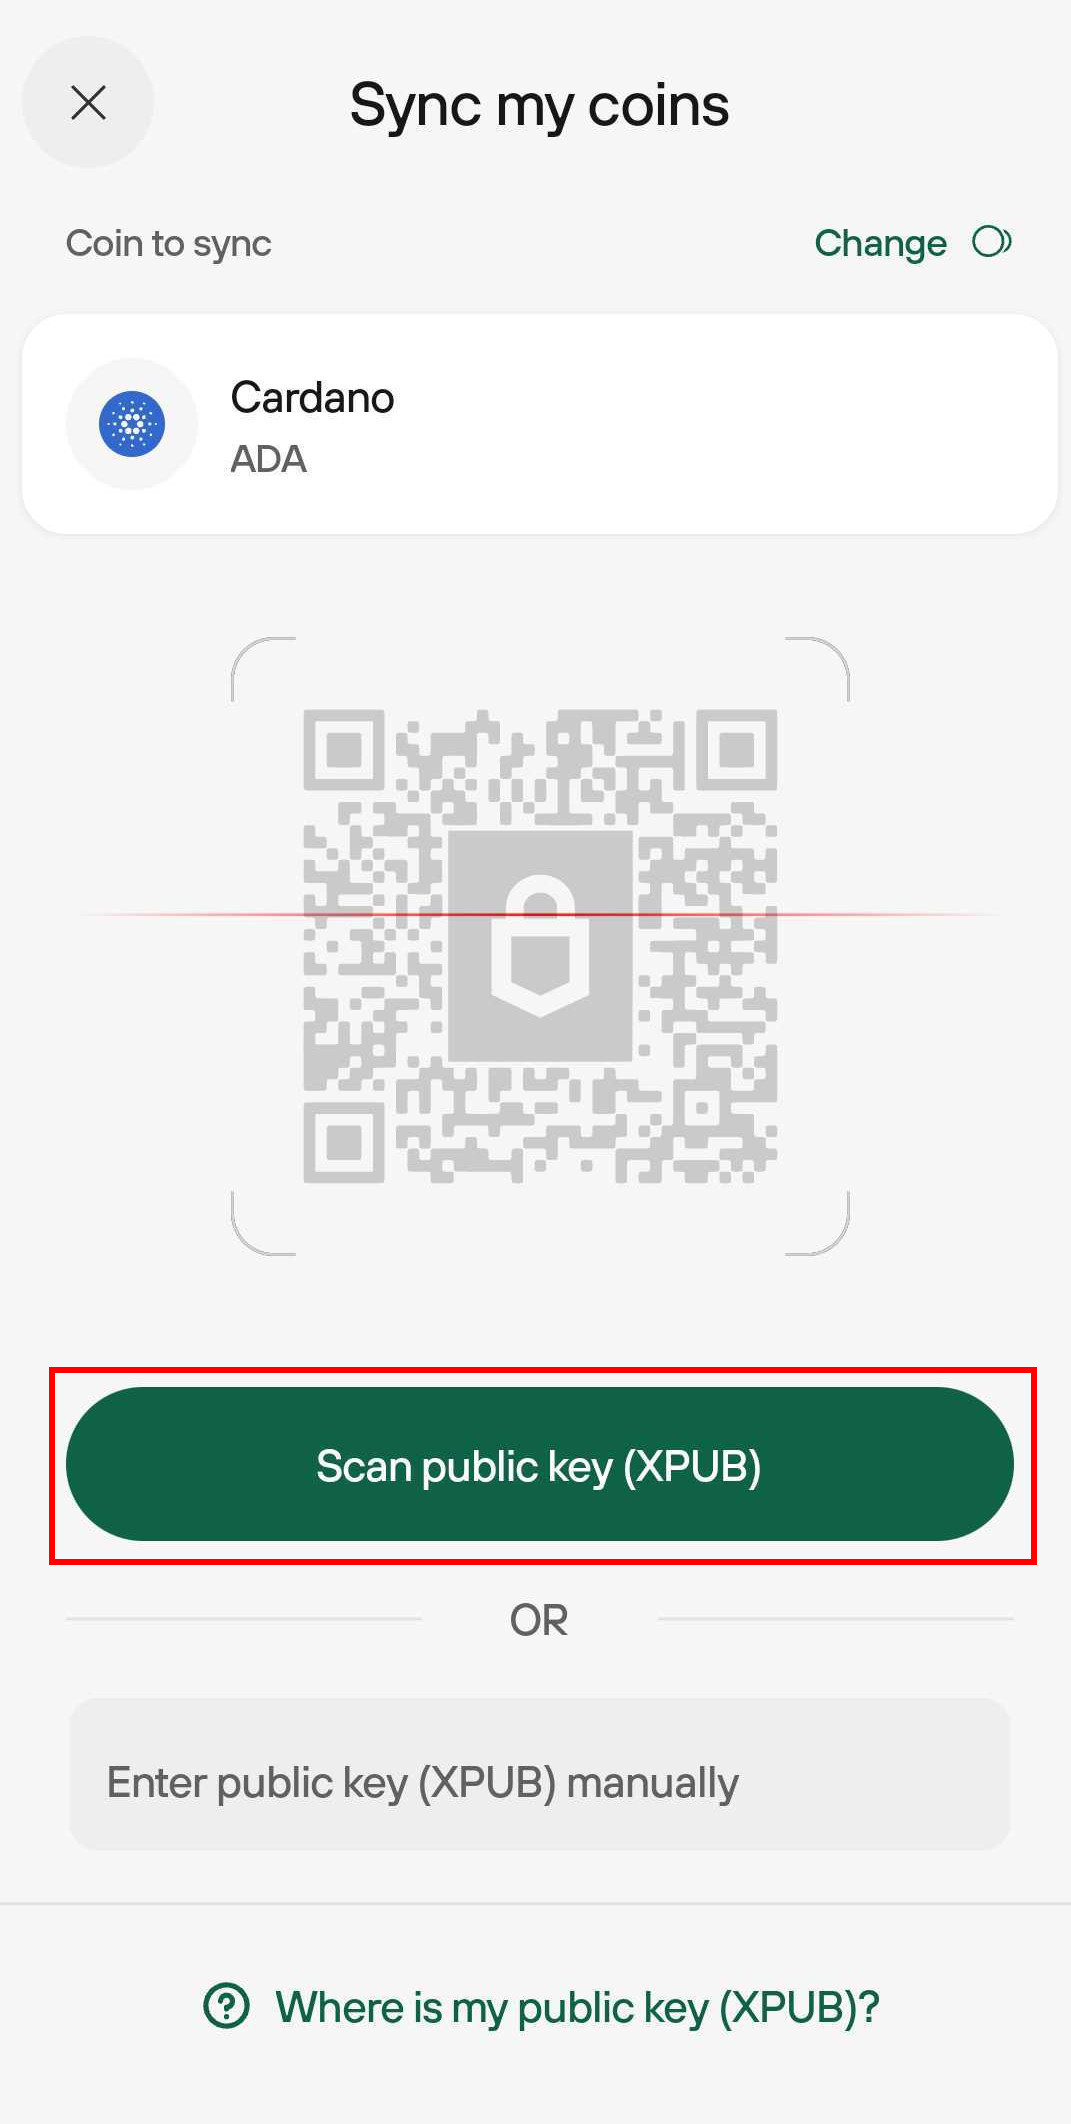 Sync my coins
Coin to sync
Change
Cardano
ADA
Scan public key (XPUB)
OR
Enter public key (XPUB) manually
Where is my public key (XPUB)?